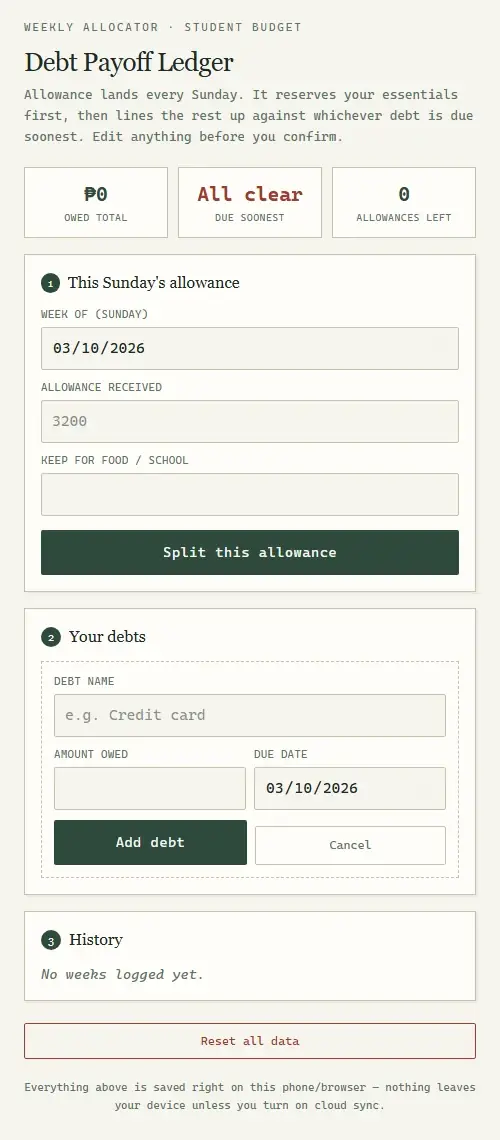 WEEKLY ALLOCATOR · STUDENT BUDGET
Debt Payoff Ledger
Allowance lands every Sunday. It reserves your essentials
first, then lines the rest up against whichever debt is due
soonest. Edit anything before you confirm.
₱0
OWED TOTAL
All clear
DUE SOONEST
0
ALLOWANCES LEFT
1 This Sunday's allowance
WEEK OF (SUNDAY)
03/10/2026
ALLOWANCE RECEIVED
3200
KEEP FOR FOOD / SCHOOL
Split this allowance
2 Your debts
DEBT NAME
e.g. Credit card
AMOUNT OWED
DUE DATE
03/10/2026
Add debt
Cancel
3 History
No weeks logged yet.
Reset all data
Everything above is saved right on this phone/browser — nothing leaves
your device unless you turn on cloud sync.